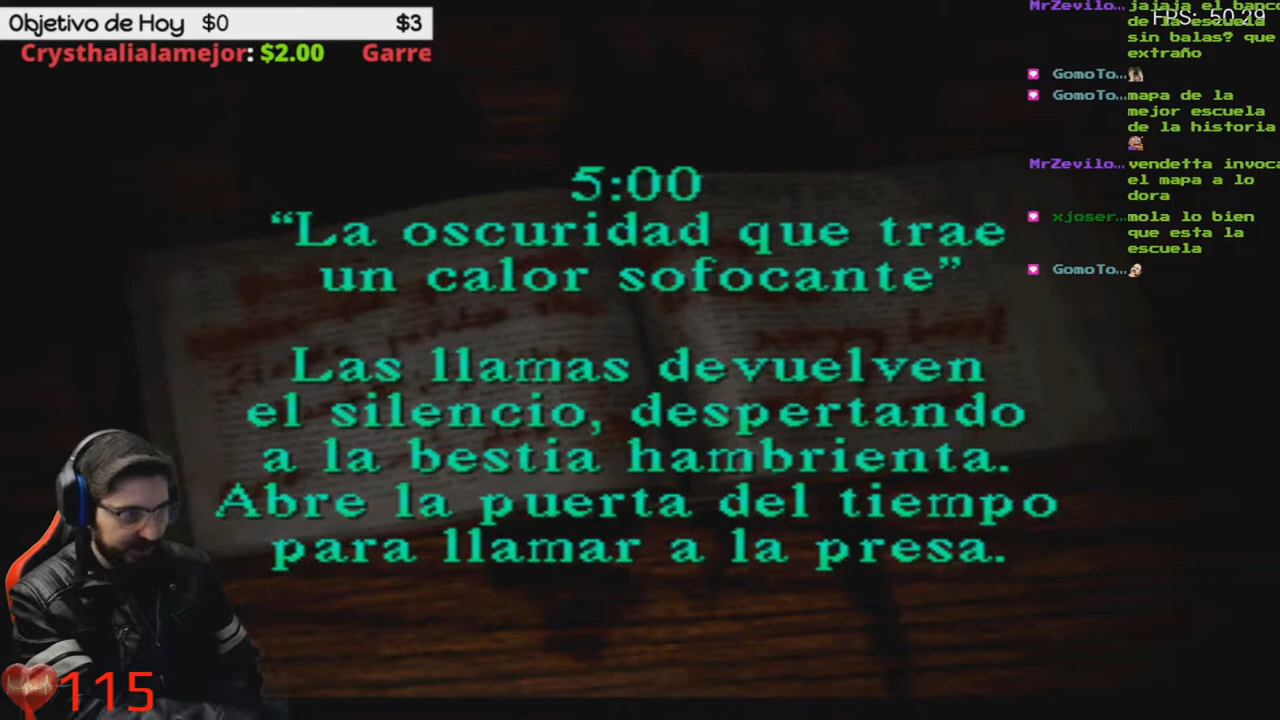 Objetivo de Hoy $0 $3
Crysthalialamejor: $2.00 Garre
FPS: 50.29
MrZevilo… jajaja el banco
de la escuela
sin balas? que
extraño
GomoTo…
GomoTo… mapa de la
mejor escuela
de la historia
MrZevilo… vendetta invoca
el mapa a lo
dora
xjoser… mola lo bien
que esta la
escuela
GomoTo…
5:00
“La oscuridad que trae
un calor sofocante”
Las llamas devuelven
el silencio, despertando
a la bestia hambrienta.
Abre la puerta del tiempo
para llamar a la presa.
115